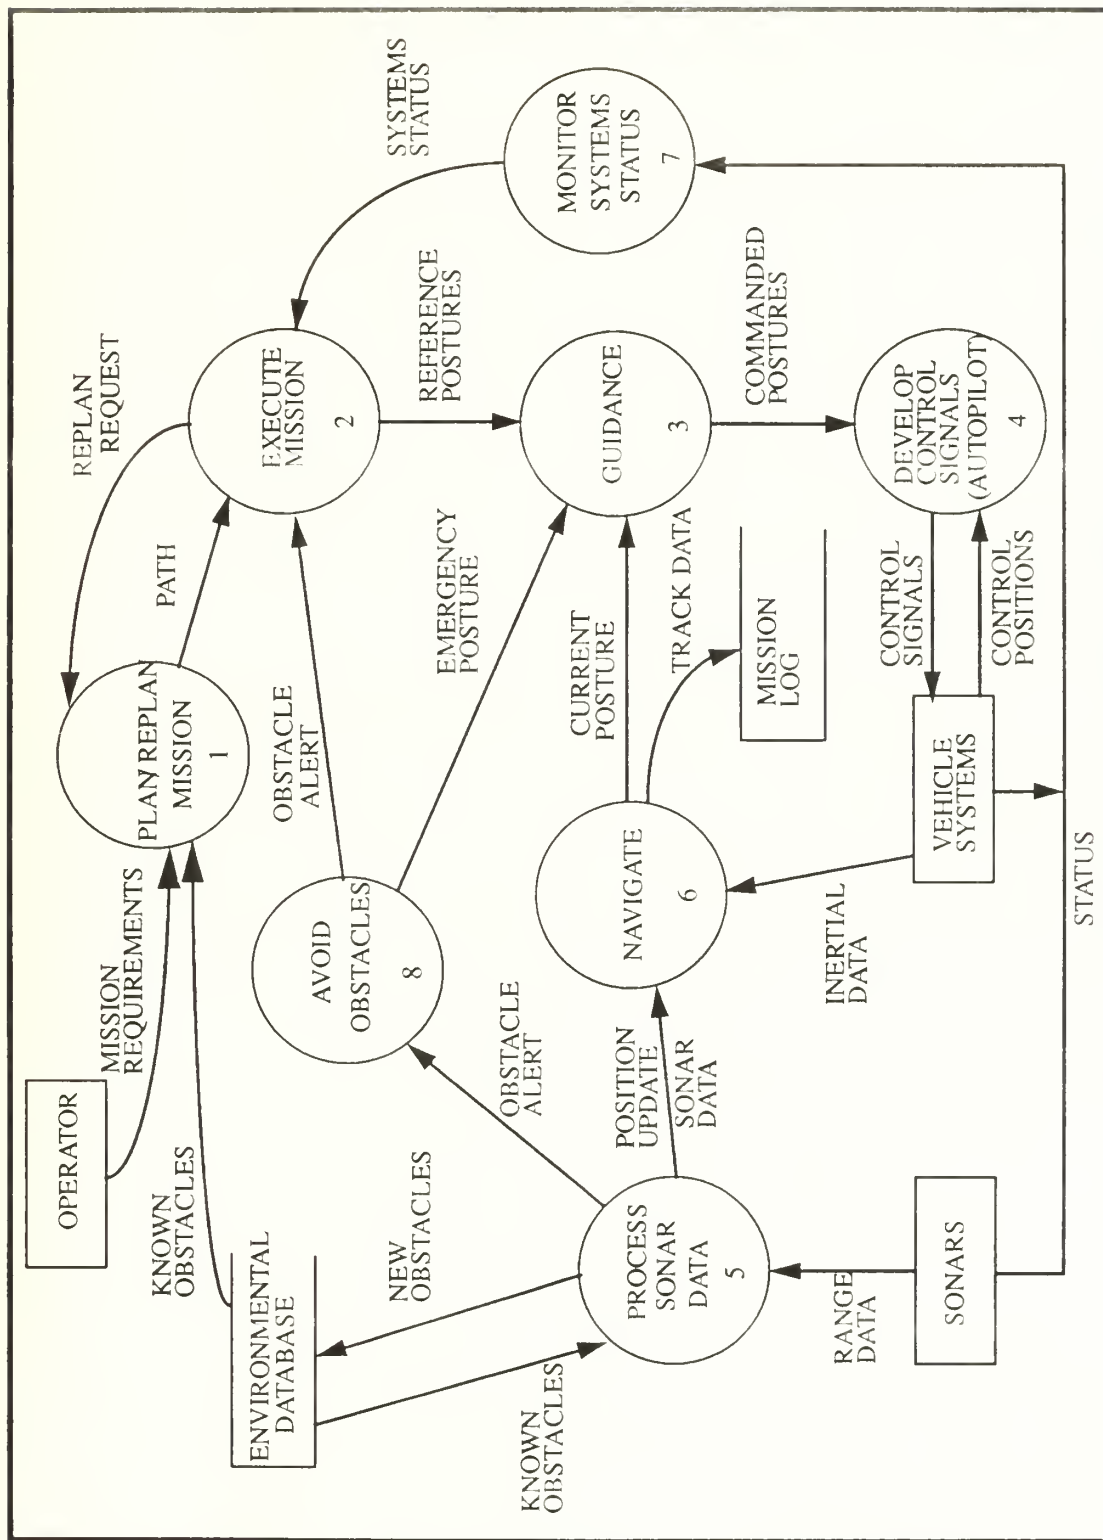 OPERATOR
MISSION
REQUIREMENTS
REPLAN
REQUEST
KNOWN
OBSTACLES
PLAN/REPLAN
MISSION
1
PATH
ENVIRONMENTAL
DATABASE
EXECUTE
MISSION
2
SYSTEMS
STATUS
OBSTACLE
ALERT
AVOID
OBSTACLES
8
NEW
OBSTACLES
REFERENCE
POSTURES
EMERGENCY
POSTURE
OBSTACLE
ALERT
KNOWN
OBSTACLES
MONITOR
SYSTEMS
STATUS
7
CURRENT
POSTURE
GUIDANCE
3
PROCESS
SONAR
DATA
5
POSITION
UPDATE
SONAR
DATA
NAVIGATE
6
TRACK DATA
COMMANDED
POSTURES
MISSION
LOG
RANGE
DATA
INERTIAL
DATA
CONTROL
SIGNALS
DEVELOP
CONTROL
SIGNALS
(AUTOPILOT)
4
SONARS
VEHICLE
SYSTEMS
CONTROL
POSITIONS
STATUS